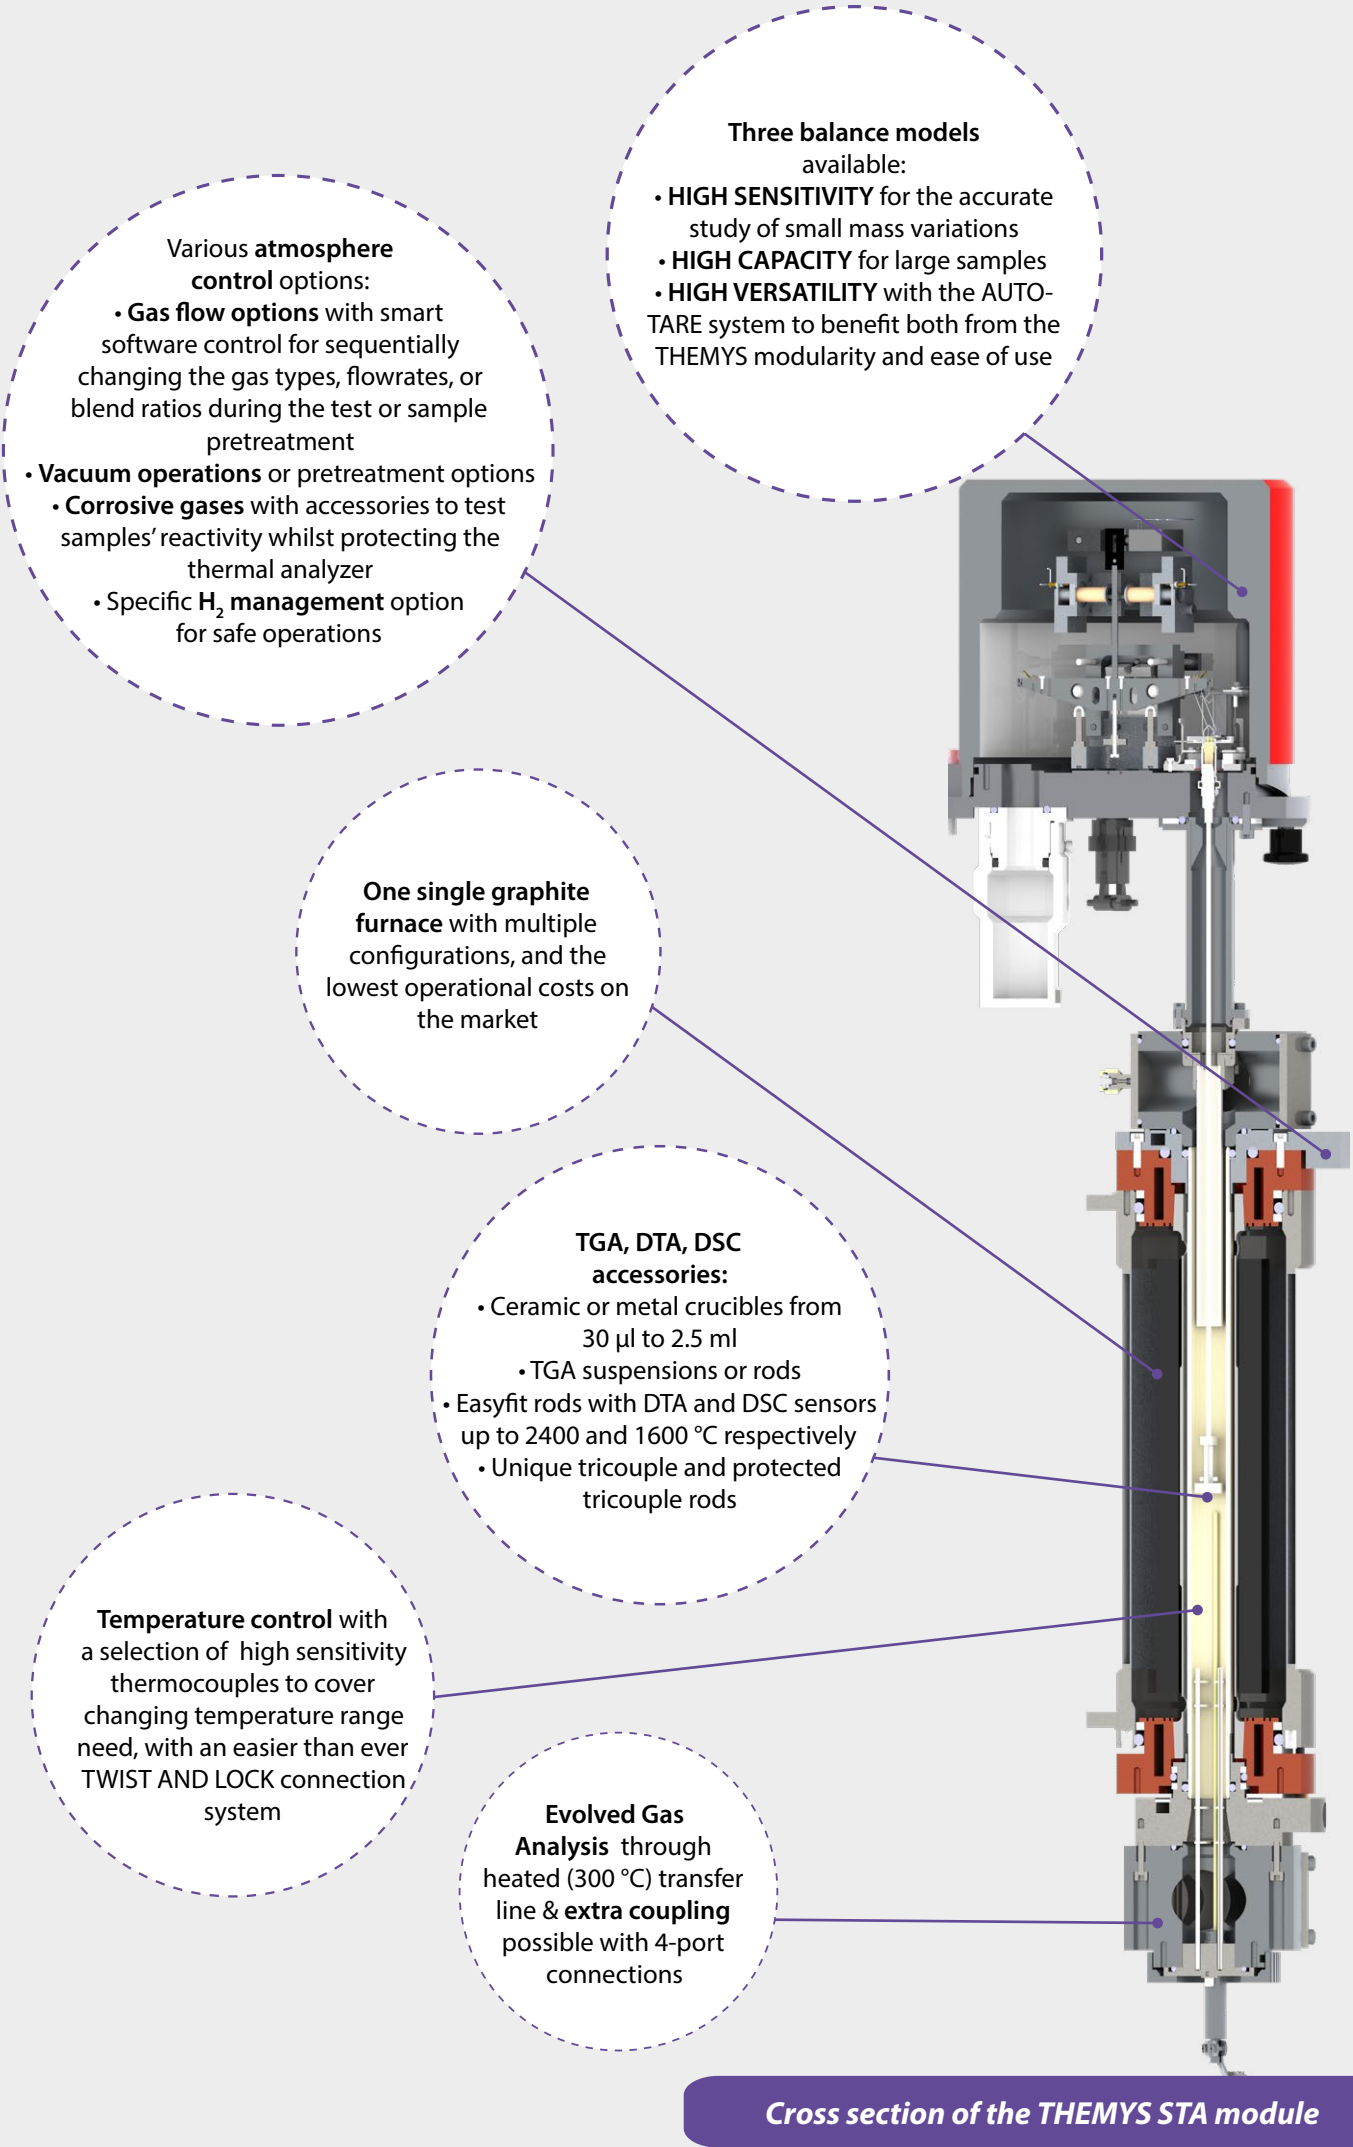 Three balance models
available:
• HIGH SENSITIVITY for the accurate
study of small mass variations
• HIGH CAPACITY for large samples
• HIGH VERSATILITY with the AUTO-
TARE system to benefit both from the
THEMYS modularity and ease of use
Various atmosphere
control options:
• Gas flow options with smart
software control for sequentially
changing the gas types, flowrates, or
blend ratios during the test or sample
pretreatment
• Vacuum operations or pretreatment options
• Corrosive gases with accessories to test
samples' reactivity whilst protecting the
thermal analyzer
• Specific H₂ management option
for safe operations
One single graphite
furnace with multiple
configurations, and the
lowest operational costs on
the market
TGA, DTA, DSC
accessories:
• Ceramic or metal crucibles from
30 µl to 2.5 ml
• TGA suspensions or rods
• Easyfit rods with DTA and DSC sensors
up to 2400 and 1600 °C respectively
• Unique tricouple and protected
tricouple rods
Temperature control with
a selection of high sensitivity
thermocouples to cover
changing temperature range
need, with an easier than ever
TWIST AND LOCK connection
system
Evolved Gas
Analysis through
heated (300 °C) transfer
line & extra coupling
possible with 4-port
connections
Cross section of the THEMYS STA module